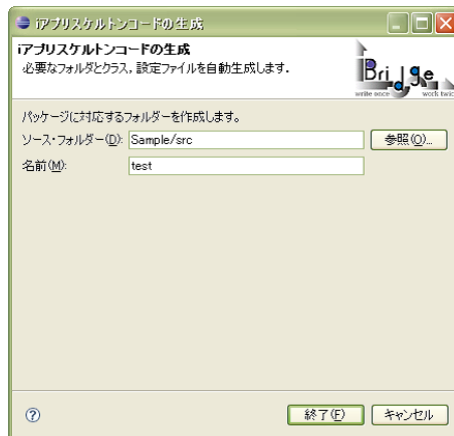 iアプリスケルトンコードの生成
iアプリスケルトンコードの生成
必要なフォルダとクラス，設定ファイルを自動生成します．
iBridge
write once work twice
パッケージに対応するフォルダーを作成します。
ソース・フォルダー(D): Sample/src 参照(O)...
名前(M): test
終了(F) キャンセル